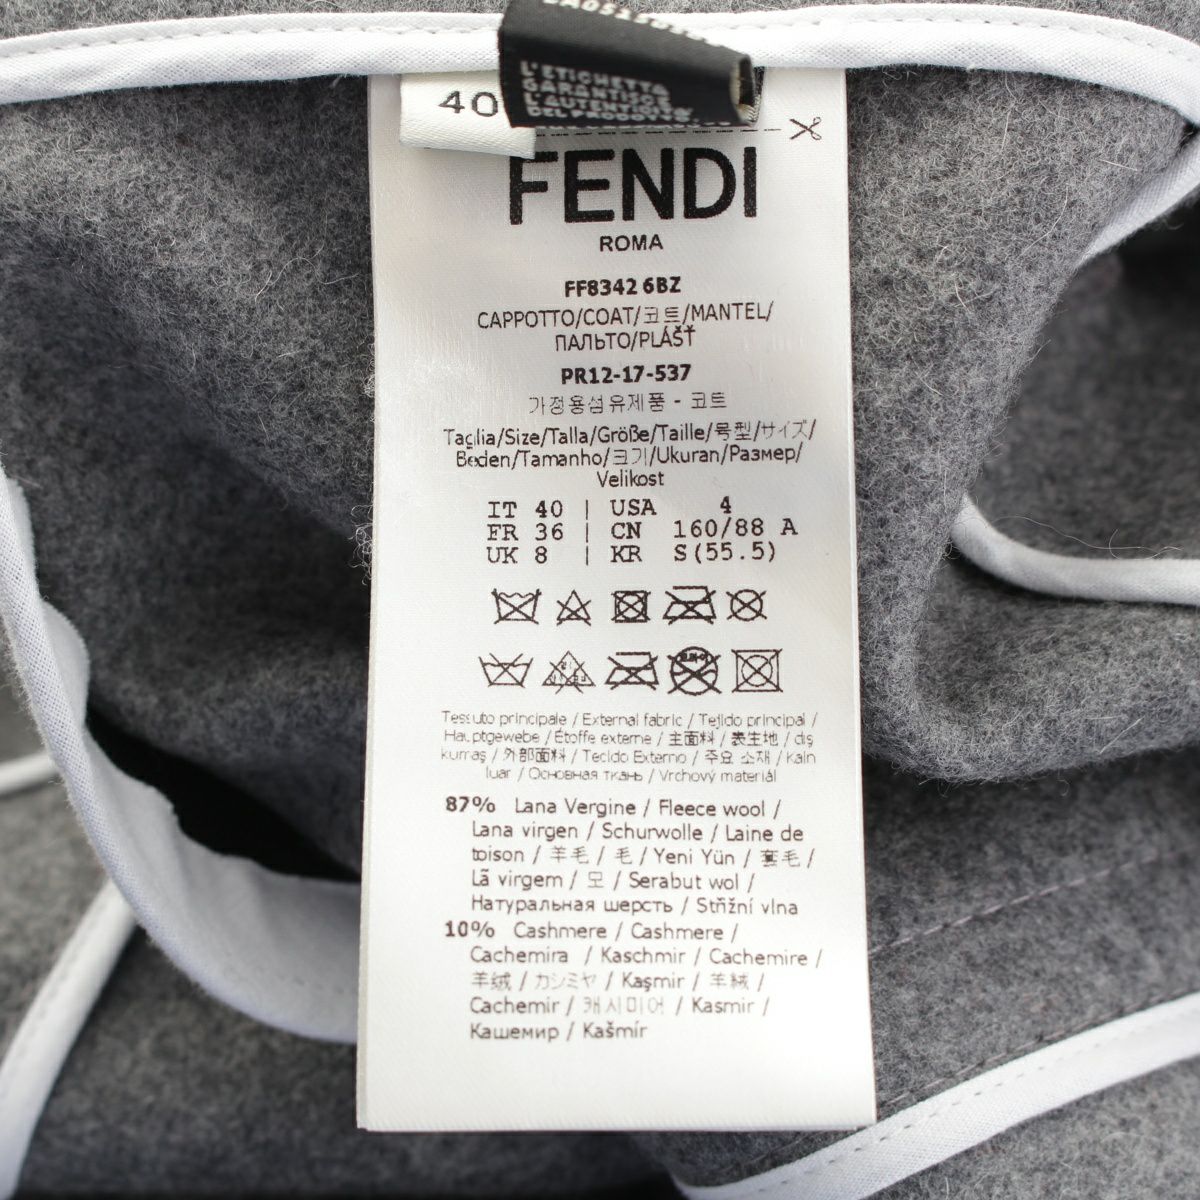 L'ETICHETTA
GARANTISCE
L'AUTENTICITÀ
DEL PRODOTTO
40
FENDI
ROMA
FF8342 6BZ
CAPPOTTO/COAT/코트/MANTEL/
ПАЛЬТО/PLÁŠŤ
PR12-17-537
가정용섬유제품 - 코트
Taglia/Size/Talla/Größe/Taille/号型/サイズ/
Beden/Tamanho/크기/Ukuran/Размер/
Velikost
IT 40 | USA 4
FR 36 | CN 160/88 A
UK 8 | KR S(55.5)
Tessuto principale / External fabric / Tejido principal /
Hauptgewebe / Étoffe externe / 主面料 / 表生地 / dış
kumaş / 外部面料 / Tecido Externo / 주요 소재 / kain
luar / Основная ткань / Vrchový materiál
87% Lana Vergine / Fleece wool /
Lana virgen / Schurwolle / Laine de
toison / 羊毛 / 毛 / Yeni Yün / 套毛 /
Lã virgem / 모 / Serabut wol /
Натуральная шерсть / Střižní vlna
10% Cashmere / Cashmere /
Cachemira / Kaschmir / Cachemire /
羊绒 / カシミヤ / Kaşmir / 羊絨 /
Cachemir / 캐시미어 / Kasmir /
Кашемир / Kašmír